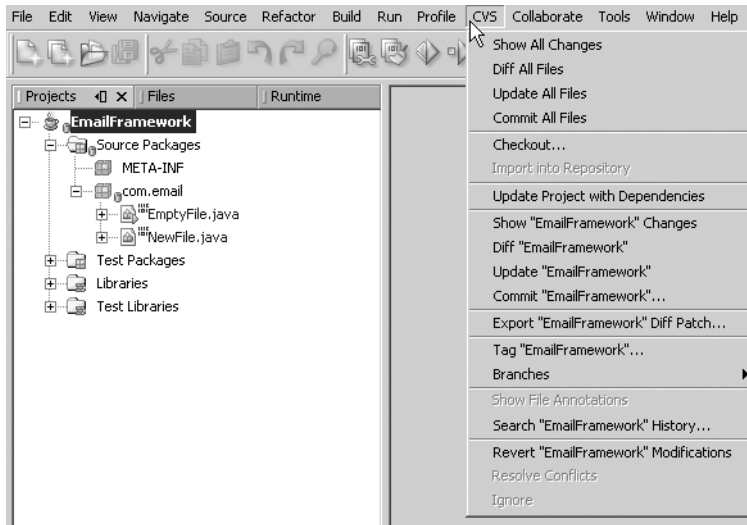 File Edit View Navigate Source Refactor Build Run Profile CVS Collaborate Tools Window Help
Projects Files Runtime
EmailFramework
Source Packages
META-INF
com.email
EmptyFile.java
NewFile.java
Test Packages
Libraries
Test Libraries
Show All Changes
Diff All Files
Update All Files
Commit All Files
Checkout...
Import into Repository
Update Project with Dependencies
Show "EmailFramework" Changes
Diff "EmailFramework"
Update "EmailFramework"
Commit "EmailFramework"...
Export "EmailFramework" Diff Patch...
Tag "EmailFramework"...
Branches
Show File Annotations
Search "EmailFramework" History...
Revert "EmailFramework" Modifications
Resolve Conflicts
Ignore